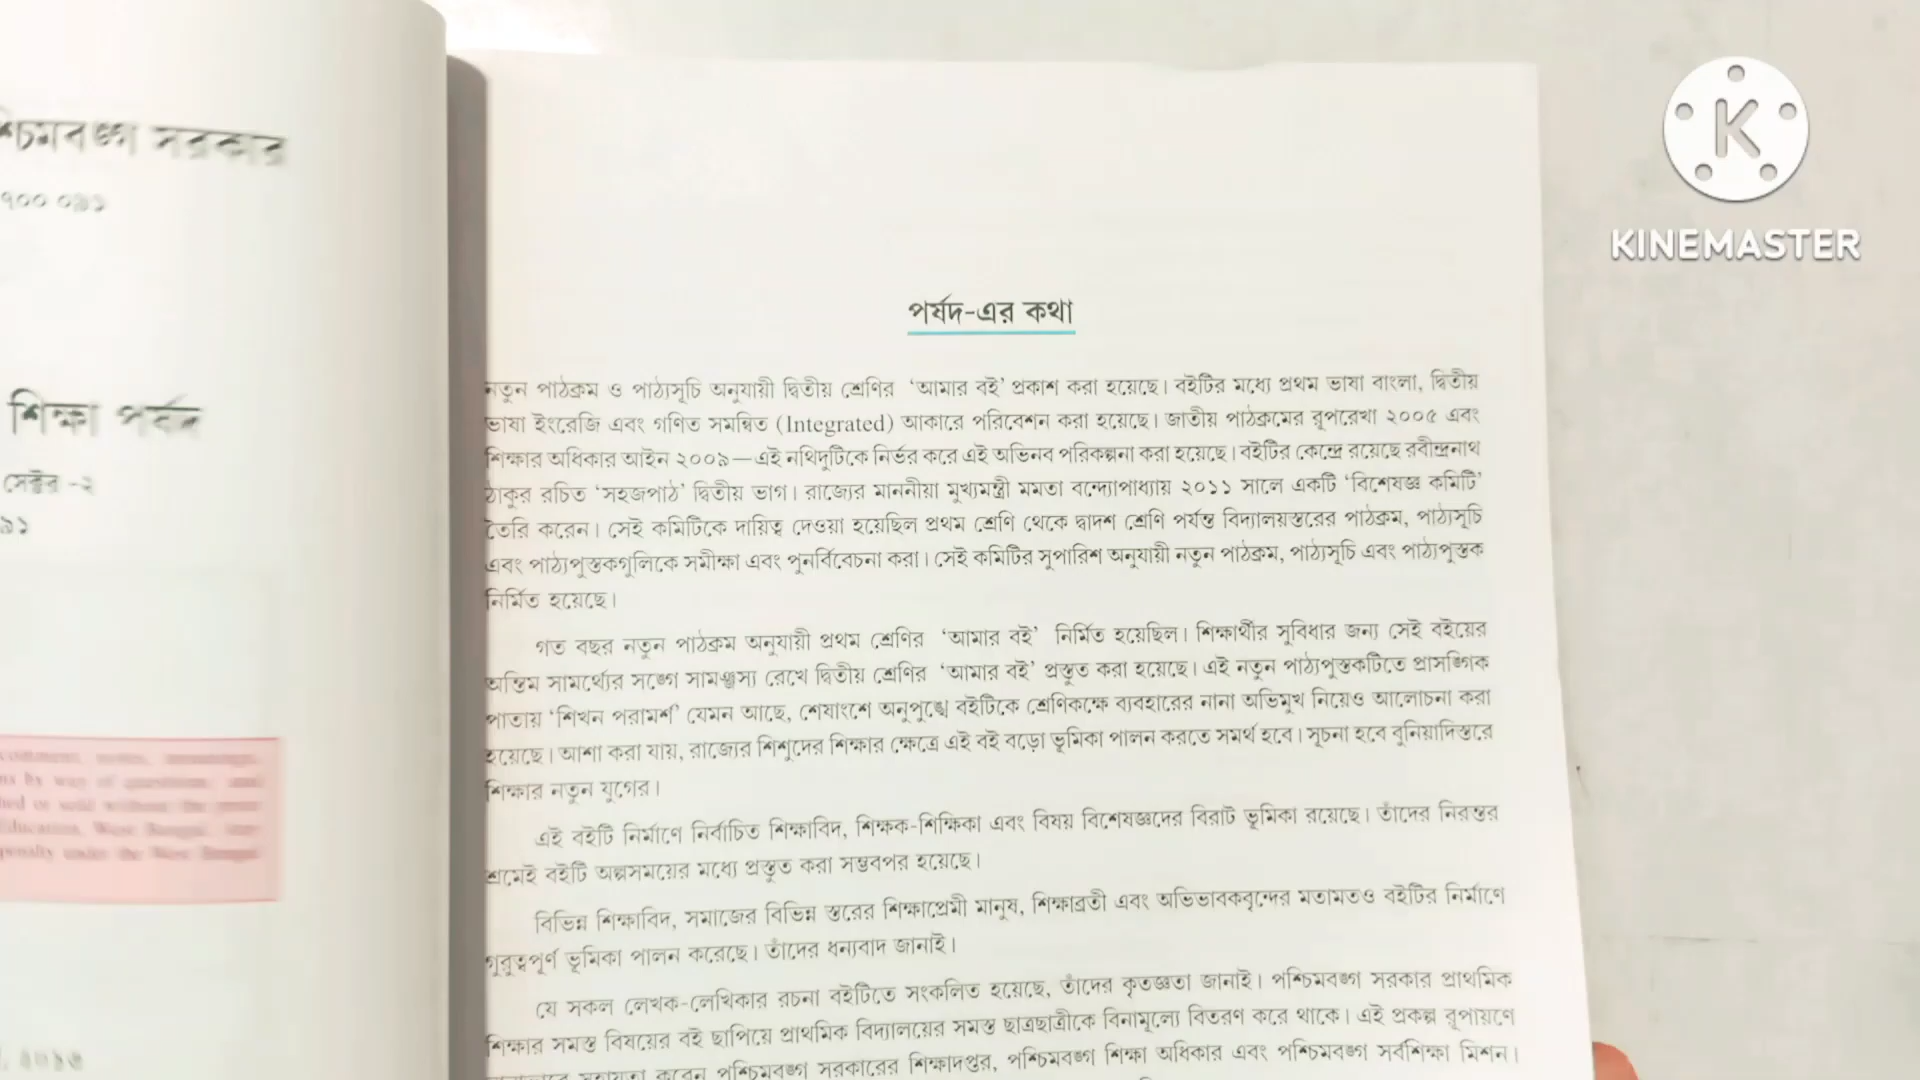 শ্চিমবঙ্গ সরকার
৭০০ ০৯১
শিক্ষা পর্ষদ
সেক্টর -২
৯১
KINEMASTER
পর্ষদ-এর কথা
নতুন পাঠক্রম ও পাঠ্যসূচি অনুযায়ী দ্বিতীয় শ্রেণির ‘আমার বই’ প্রকাশ করা হয়েছে। বইটির মধ্যে প্রথম ভাষা বাংলা, দ্বিতীয়
ভাষা ইংরেজি এবং গণিত সমন্বিত (Integrated) আকারে পরিবেশন করা হয়েছে। জাতীয় পাঠক্রমের রূপরেখা ২০০৫ এবং
শিক্ষার অধিকার আইন ২০০৯—এই নথিদুটিকে নির্ভর করে এই অভিনব পরিকল্পনা করা হয়েছে। বইটির কেন্দ্রে রয়েছে রবীন্দ্রনাথ
ঠাকুর রচিত ‘সহজপাঠ’ দ্বিতীয় ভাগ। রাজ্যের মাননীয়া মুখ্যমন্ত্রী মমতা বন্দ্যোপাধ্যায় ২০১১ সালে একটি ‘বিশেষজ্ঞ কমিটি’
তৈরি করেন। সেই কমিটিকে দায়িত্ব দেওয়া হয়েছিল প্রথম শ্রেণি থেকে দ্বাদশ শ্রেণি পর্যন্ত বিদ্যালয়স্তরের পাঠক্রম, পাঠ্যসূচি
এবং পাঠ্যপুস্তকগুলিকে সমীক্ষা এবং পুনর্বিবেচনা করা। সেই কমিটির সুপারিশ অনুযায়ী নতুন পাঠক্রম, পাঠ্যসূচি এবং পাঠ্যপুস্তক
নির্মিত হয়েছে।
গত বছর নতুন পাঠক্রম অনুযায়ী প্রথম শ্রেণির ‘আমার বই’ নির্মিত হয়েছিল। শিক্ষার্থীর সুবিধার জন্য সেই বইয়ের
অন্তিম সামর্থ্যের সঙ্গে সামঞ্জস্য রেখে দ্বিতীয় শ্রেণির ‘আমার বই’ প্রস্তুত করা হয়েছে। এই নতুন পাঠ্যপুস্তকটিতে প্রাসঙ্গিক
পাতায় ‘শিখন পরামর্শ’ যেমন আছে, শেষাংশে অনুপুঙ্খে বইটিকে শ্রেণিকক্ষে ব্যবহারের নানা অভিমুখ নিয়েও আলোচনা করা
হয়েছে। আশা করা যায়, রাজ্যের শিশুদের শিক্ষার ক্ষেত্রে এই বই বড়ো ভূমিকা পালন করতে সমর্থ হবে। সূচনা হবে বুনিয়াদিস্তরে
শিক্ষার নতুন যুগের।
এই বইটি নির্মাণে নির্বাচিত শিক্ষাবিদ, শিক্ষক-শিক্ষিকা এবং বিষয় বিশেষজ্ঞদের বিরাট ভূমিকা রয়েছে। তাঁদের নিরন্তর
শ্রমেই বইটি অল্পসময়ের মধ্যে প্রস্তুত করা সম্ভবপর হয়েছে।
বিভিন্ন শিক্ষাবিদ, সমাজের বিভিন্ন স্তরের শিক্ষাপ্রেমী মানুষ, শিক্ষাব্রতী এবং অভিভাবকবৃন্দের মতামতও বইটির নির্মাণে
গুরুত্বপূর্ণ ভূমিকা পালন করেছে। তাঁদের ধন্যবাদ জানাই।
যে সকল লেখক-লেখিকার রচনা বইটিতে সংকলিত হয়েছে, তাঁদের কৃতজ্ঞতা জানাই। পশ্চিমবঙ্গ সরকার প্রাথমিক
শিক্ষার সমস্ত বিষয়ের বই ছাপিয়ে প্রাথমিক বিদ্যালয়ের সমস্ত ছাত্রছাত্রীকে বিনামূল্যে বিতরণ করে থাকে। এই প্রকল্প রূপায়ণে
সহায়তা করেন পশ্চিমবঙ্গ সরকারের শিক্ষাদপ্তর, পশ্চিমবঙ্গ শিক্ষা অধিকার এবং পশ্চিমবঙ্গ সর্বশিক্ষা মিশন।